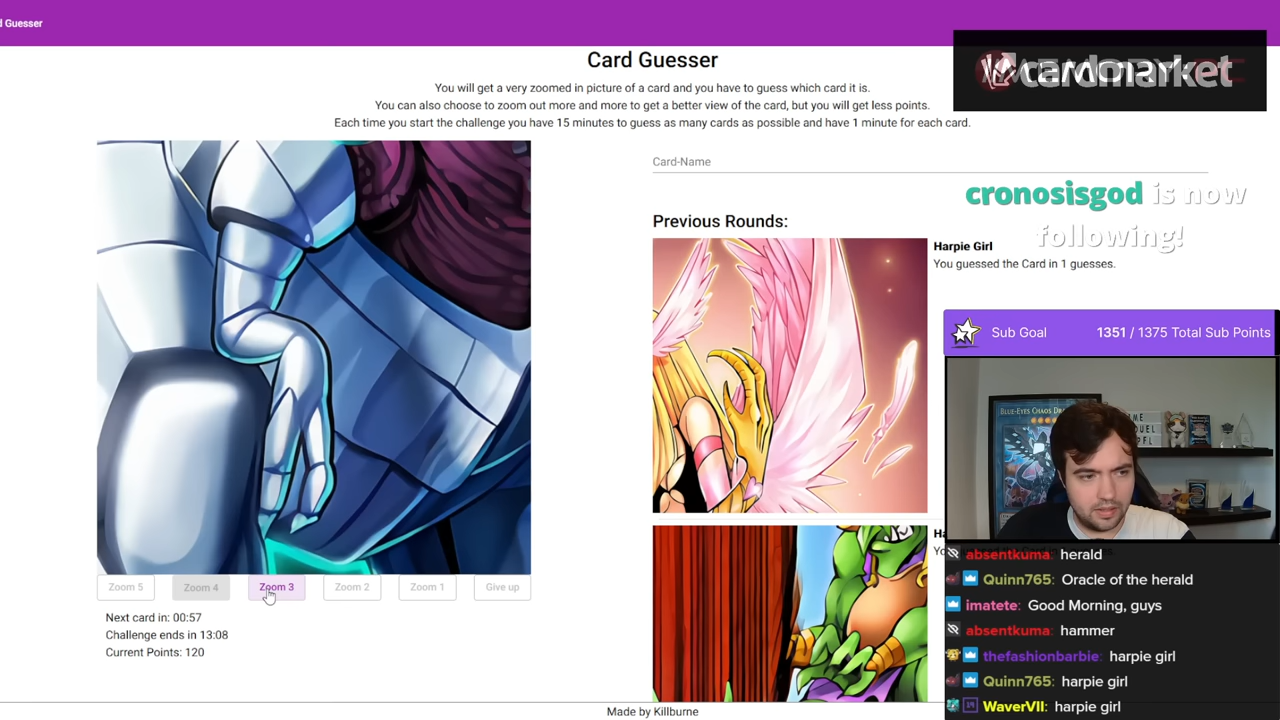 d Guesser
Card Guesser
You will get a very zoomed in picture of a card and you have to guess which card it is.
You can also choose to zoom out more and more to get a better view of the card, but you will get less points.
Each time you start the challenge you have 15 minutes to guess as many cards as possible and have 1 minute for each card.
cardmarket
Card-Name
cronosisgod is now
following!
Previous Rounds:
Harpie Girl
You guessed the Card in 1 guesses.
Sub Goal 1351 / 1375 Total Sub Points
BLUE-EYES CHAOS
Ha
Zoom 5 Zoom 4 Zoom 3 Zoom 2 Zoom 1 Give up
Next card in: 00:57
Challenge ends in 13:08
Current Points: 120
absentkuma: herald
Quinn765: Oracle of the herald
imatete: Good Morning, guys
absentkuma: hammer
thefashionbarbie: harpie girl
Quinn765: harpie girl
WaverVII: harpie girl
Made by Killburne